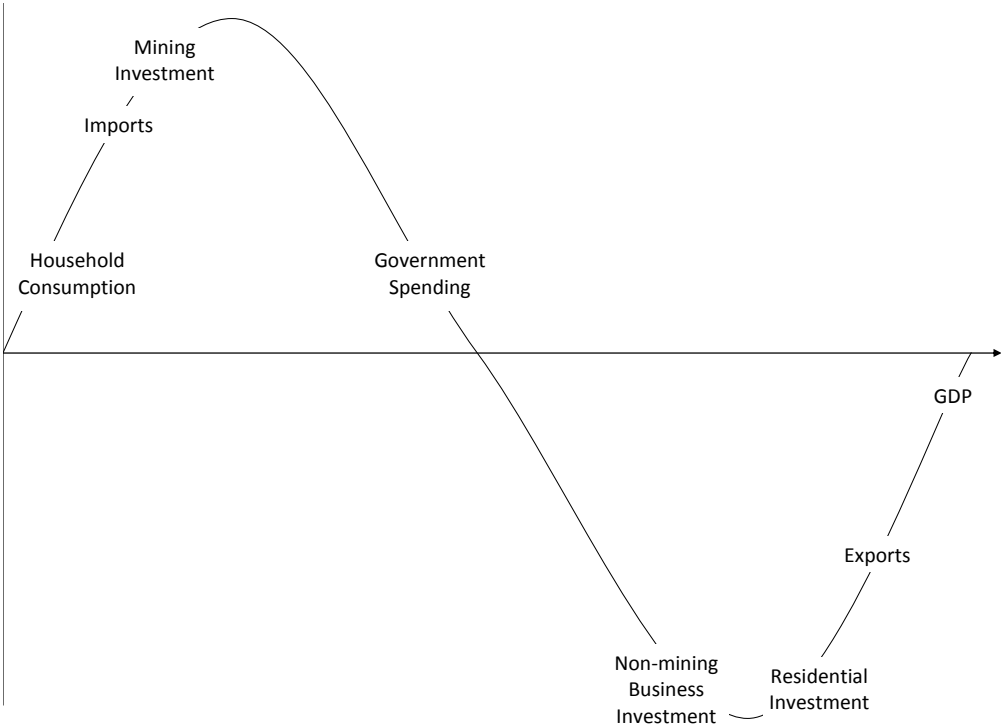 Mining
Investment
Imports
Household
Consumption
Government
Spending
GDP
Exports
Non-mining
Business
Investment
Residential
Investment